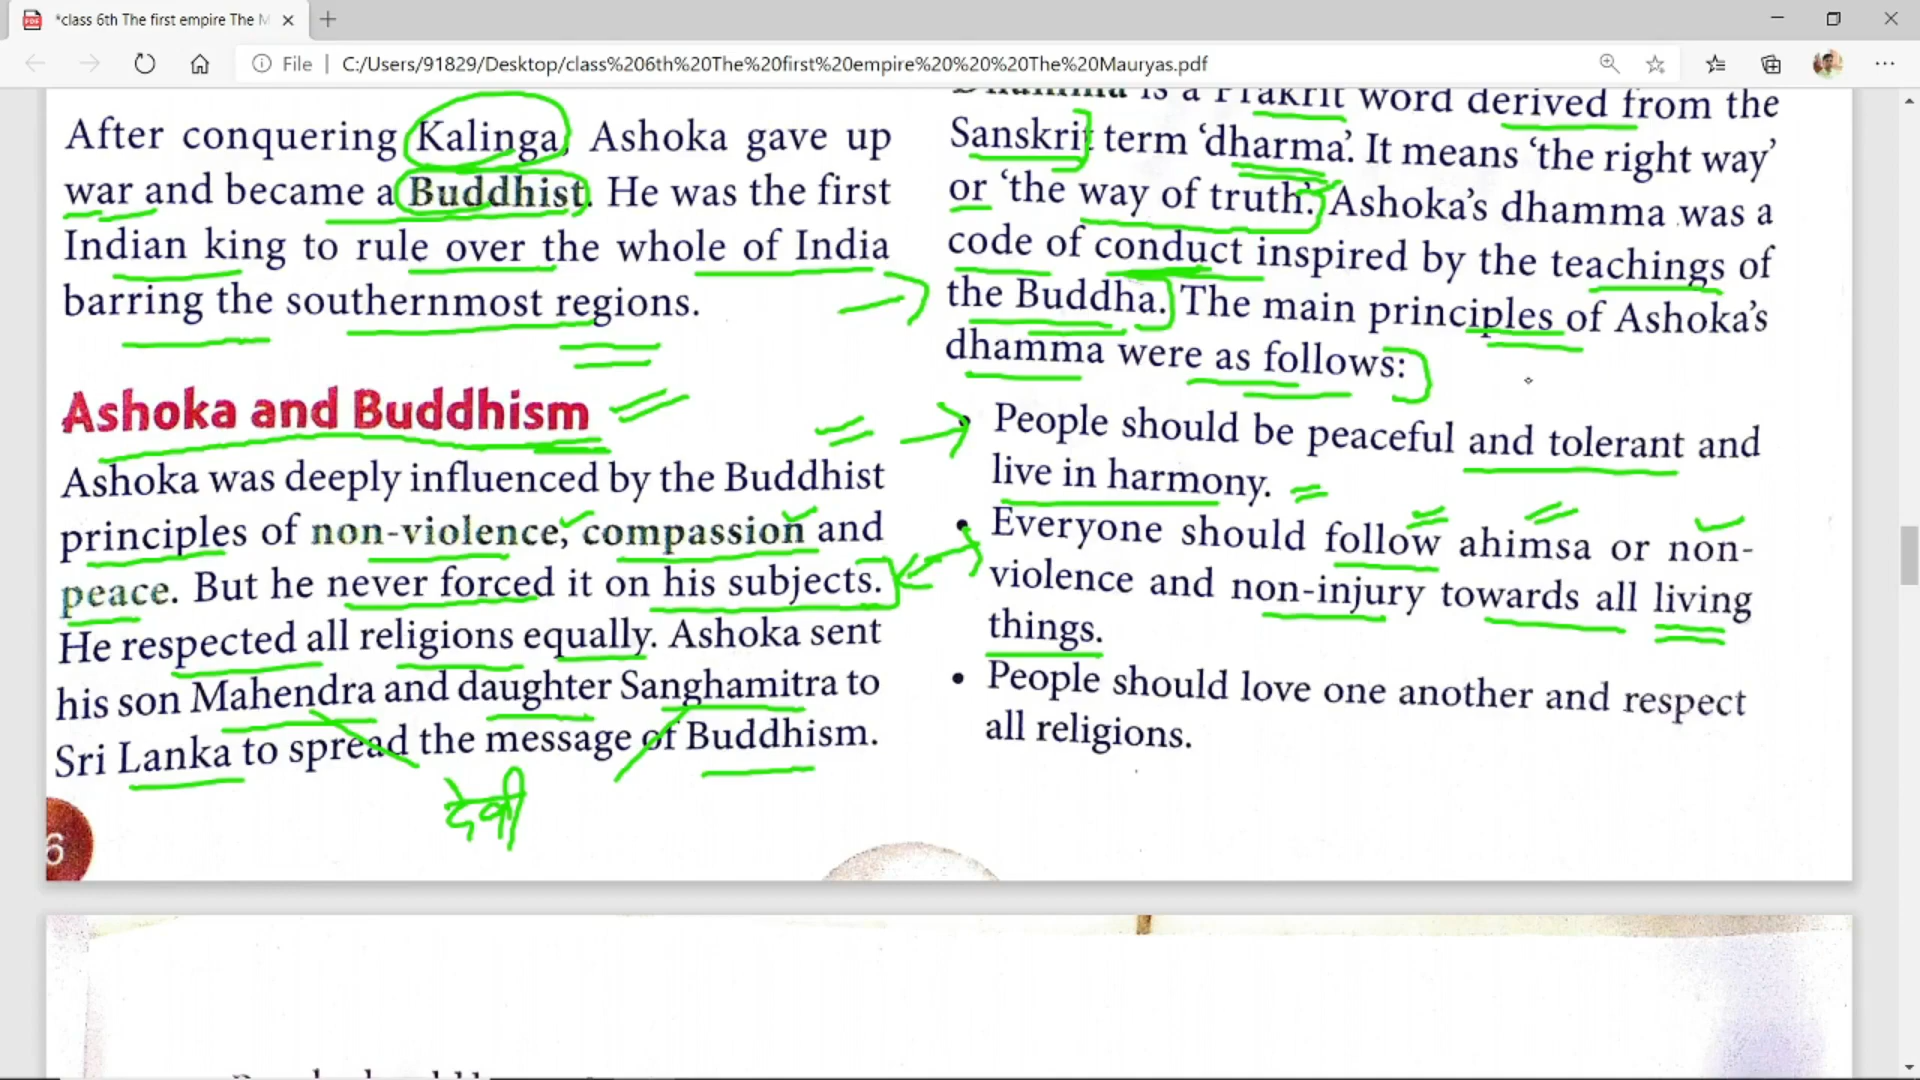 *class 6th The first empire The M
File
C:/Users/91829/Desktop/class%206th%20The%20first%20empire%20%20%20The%20Mauryas.pdf
After conquering Kalinga, Ashoka gave up
war and became a Buddhist. He was the first
Indian king to rule over the whole of India
barring the southernmost regions.
Ashoka and Buddhism
Ashoka was deeply influenced by the Buddhist
principles of non-violence, compassion and
peace. But he never forced it on his subjects.
He respected all religions equally. Ashoka sent
his son Mahendra and daughter Sanghamitra to
Sri Lanka to spread the message of Buddhism.
6
Dhamma is a Prakrit word derived from the
Sanskrit term ‘dharma’. It means ‘the right way’
or ‘the way of truth’. Ashoka’s dhamma was a
code of conduct inspired by the teachings of
the Buddha. The main principles of Ashoka’s
dhamma were as follows:
• People should be peaceful and tolerant and
live in harmony.
• Everyone should follow ahimsa or non-
violence and non-injury towards all living
things.
• People should love one another and respect
all religions.